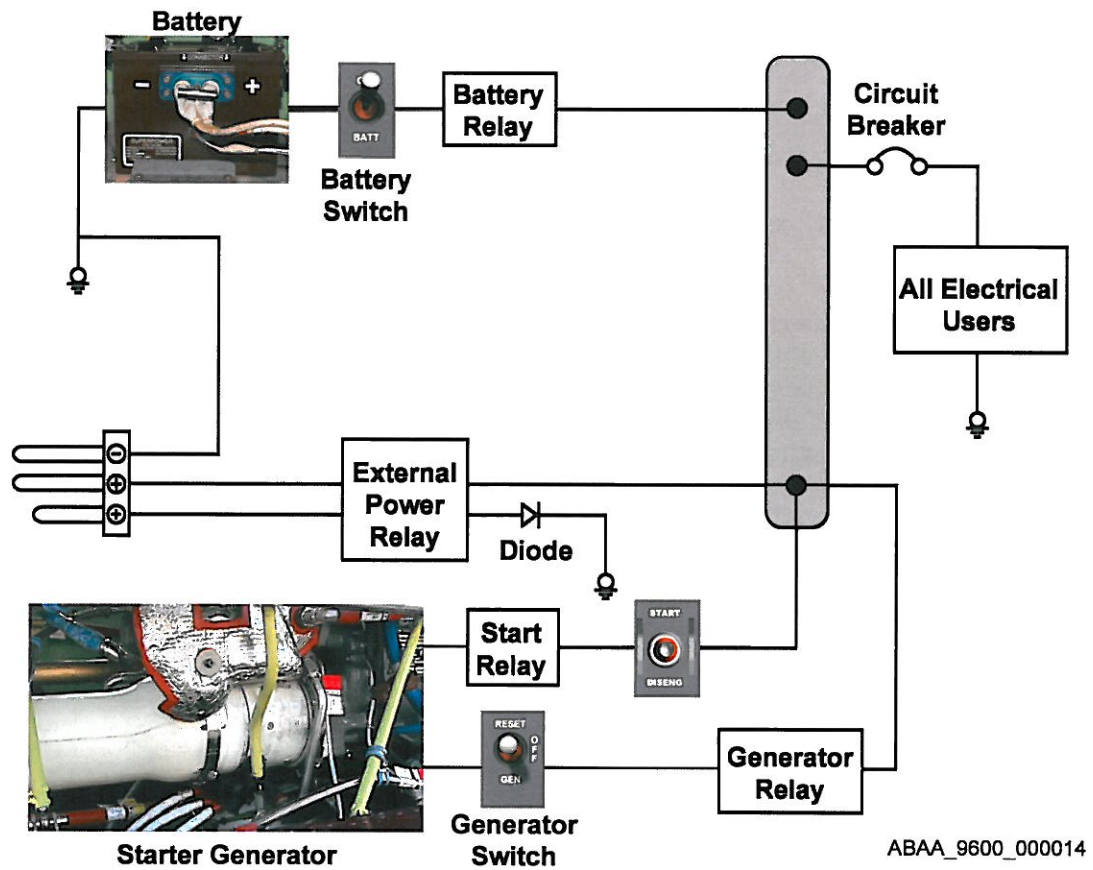 Battery
CONNECTOR
- +
BATT
Battery
Switch
Battery
Relay
Circuit
Breaker
All Electrical
Users
-
+
+
External
Power
Relay
Diode
Start
Relay
START
DISENG
RESET
OFF
GEN
Generator
Switch
Generator
Relay
Starter Generator
ABAA_9600_000014